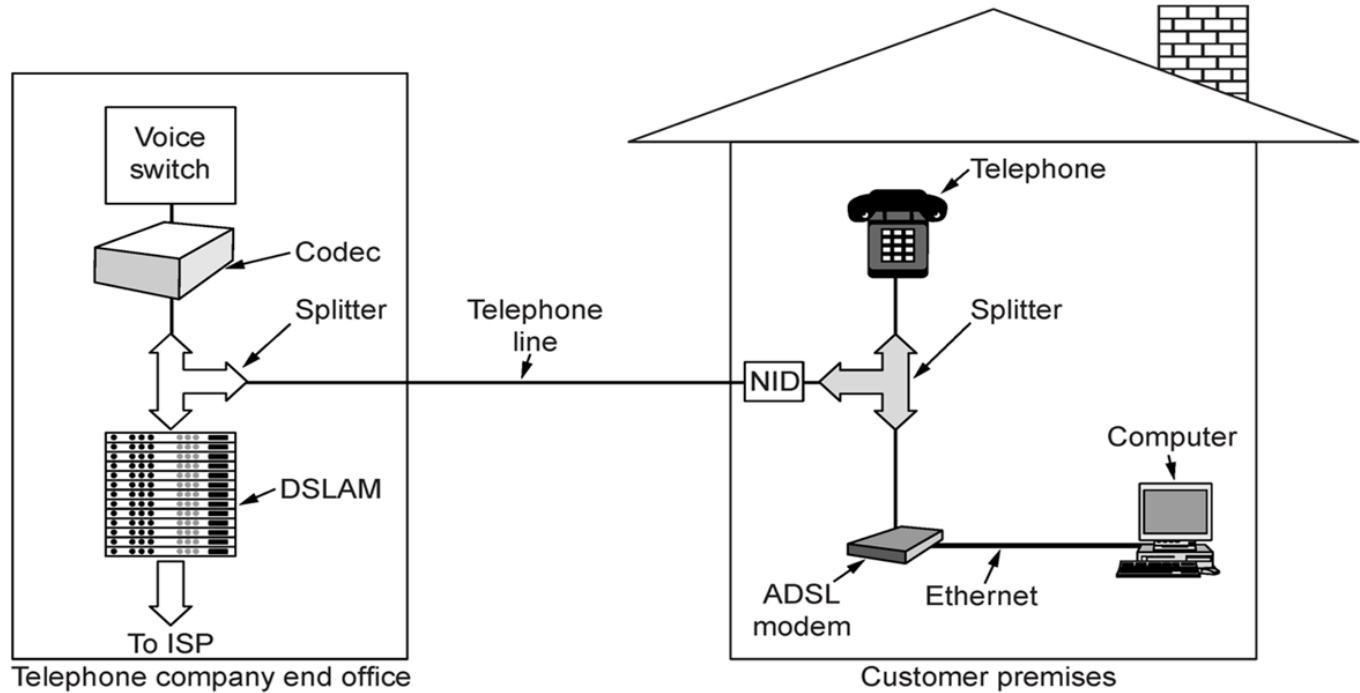 Voice
switch
Codec
Splitter
DSLAM
To ISP
Telephone company end office
Telephone
line
NID
Telephone
Splitter
Computer
ADSL
modem
Ethernet
Customer premises